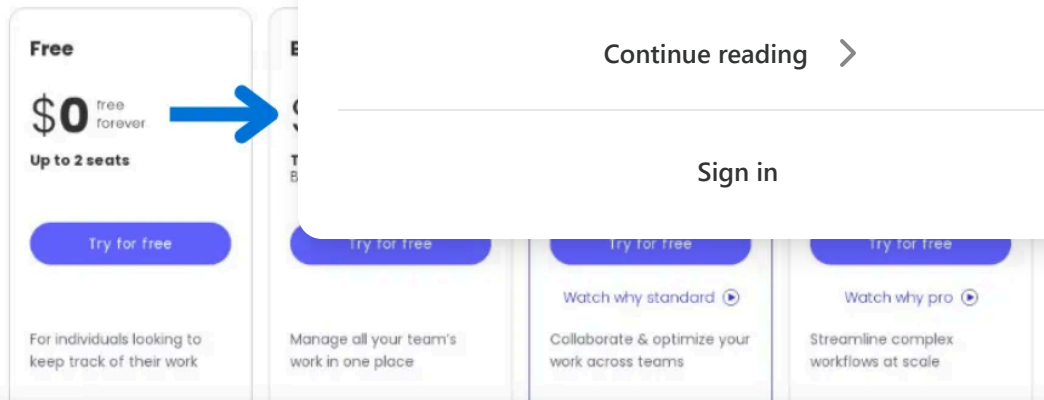 Free
$0 free forever
Up to 2 seats
Try for free
For individuals looking to
keep track of their work
Try for free
Manage all your team's
work in one place
Try for free
Watch why standard
Collaborate & optimize your
work across teams
Try for free
Watch why pro
Streamline complex
workflows at scale
Continue reading
Sign in